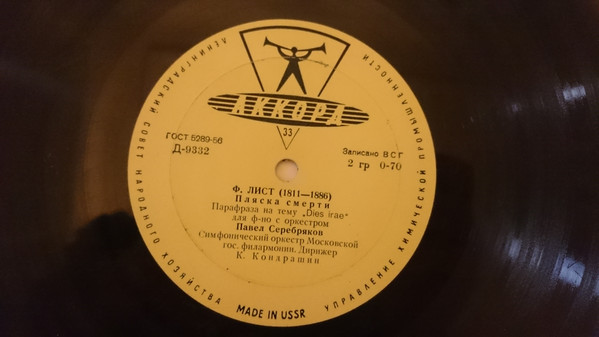 ЛЕНИНГРАДСКИЙ СОВЕТ НАРОДНОГО ХОЗЯЙСТВА
УПРАВЛЕНИЕ ХИМИЧЕСКОЙ ПРОМЫШЛЕННОСТИ
АККОРД
33
ГОСТ 5289-56
Д-9332
Записано ВСГ
2 гр 0-70
Ф. ЛИСТ (1811—1886)
Пляска смерти
Парафраза на тему „Dies irae“
для ф-но с оркестром
Павел Серебряков
Симфонический оркестр Московской
гос. филармонии. Дирижер
К. Кондрашин
MADE IN USSR